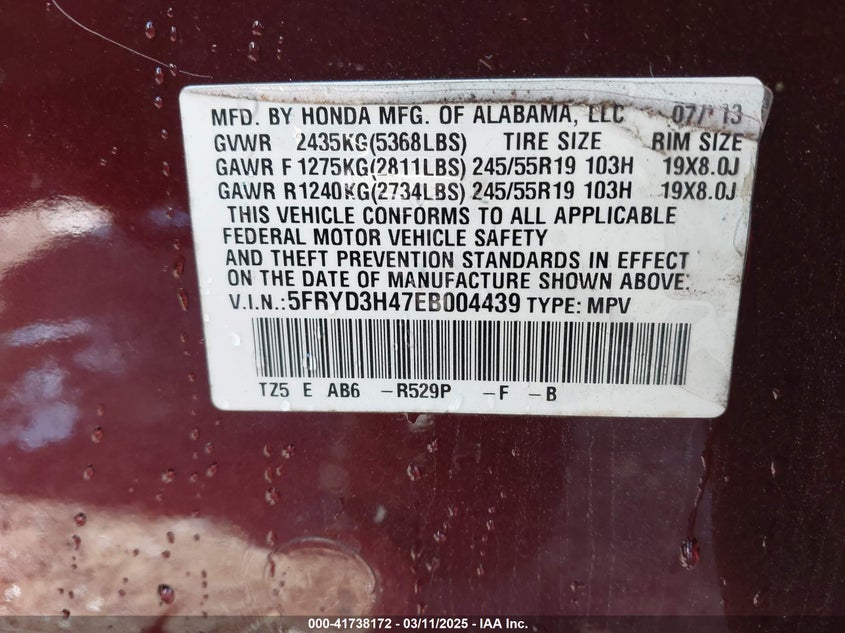 MFD. BY HONDA MFG. OF ALABAMA, LLC 07/13
GVWR 2435KG(5368LBS) TIRE SIZE RIM SIZE
GAWR F 1275KG(2811LBS) 245/55R19 103H 19X8.0J
GAWR R1240KG(2734LBS) 245/55R19 103H 19X8.0J
THIS VEHICLE CONFORMS TO ALL APPLICABLE
FEDERAL MOTOR VEHICLE SAFETY
AND THEFT PREVENTION STANDARDS IN EFFECT
ON THE DATE OF MANUFACTURE SHOWN ABOVE.
V.I.N.:5FRYD3H47EB004439 TYPE: MPV
TZ5 E AB6 -R529P -F -B
000-41738172 - 03/11/2025 - IAA Inc.